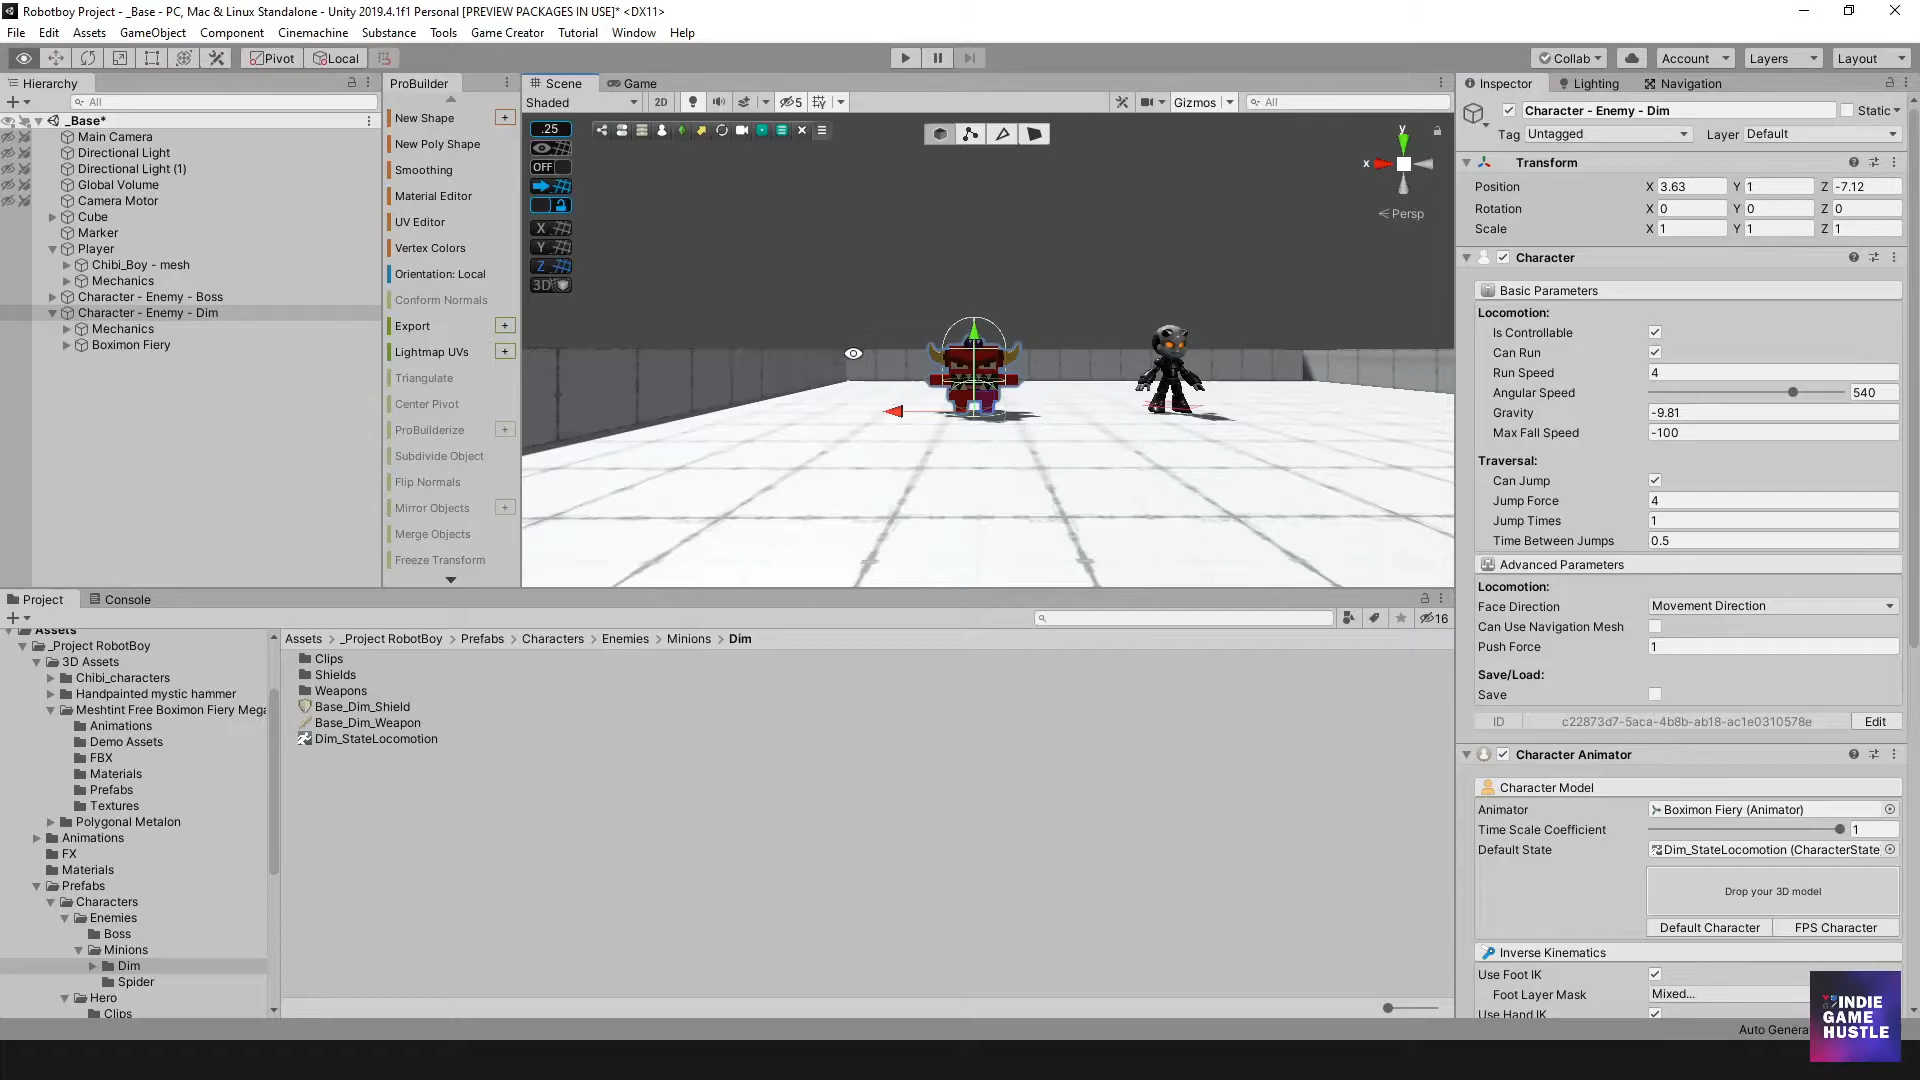 Robotboy Project - _Base - PC, Mac & Linux Standalone - Unity 2019.4.1f1 Personal [PREVIEW PACKAGES IN USE]* <DX11>
File Edit Assets GameObject Component Cinemachine Substance Tools Game Creator Tutorial Window Help
Pivot Local Collab Account Layers Layout
Hierarchy
All
_Base*
Main Camera
Directional Light
Directional Light (1)
Global Volume
Camera Motor
Cube
Marker
Player
Chibi_Boy - mesh
Mechanics
Character - Enemy - Boss
Character - Enemy - Dim
Mechanics
Boximon Fiery
ProBuilder
New Shape
New Poly Shape
Smoothing
Material Editor
UV Editor
Vertex Colors
Orientation: Local
Conform Normals
Export
Lightmap UVs
Triangulate
Center Pivot
ProBuilderize
Subdivide Object
Flip Normals
Mirror Objects
Merge Objects
Freeze Transform
Scene Game
Shaded 2D 5 Gizmos All
.25
OFF
X
Y
Z
3D
y
x
Persp
Project Console
16
Assets
_Project RobotBoy
3D Assets
Chibi_characters
Handpainted mystic hammer
Meshtint Free Boximon Fiery Mega
Animations
Demo Assets
FBX
Materials
Prefabs
Textures
Polygonal Metalon
Animations
FX
Materials
Prefabs
Characters
Enemies
Boss
Minions
Dim
Spider
Hero
Clips
Assets > _Project RobotBoy > Prefabs > Characters > Enemies > Minions > Dim
Clips
Shields
Weapons
Base_Dim_Shield
Base_Dim_Weapon
Dim_StateLocomotion
Inspector Lighting Navigation
Character - Enemy - Dim Static
Tag Untagged Layer Default
Transform
Position X 3.63 Y 1 Z -7.12
Rotation X 0 Y 0 Z 0
Scale X 1 Y 1 Z 1
Character
Basic Parameters
Locomotion:
Is Controllable
Can Run
Run Speed 4
Angular Speed 540
Gravity -9.81
Max Fall Speed -100
Traversal:
Can Jump
Jump Force 4
Jump Times 1
Time Between Jumps 0.5
Advanced Parameters
Locomotion:
Face Direction Movement Direction
Can Use Navigation Mesh
Push Force 1
Save/Load:
Save
ID c22873d7-5aca-4b8b-ab18-ac1e0310578e Edit
Character Animator
Character Model
Animator Boximon Fiery (Animator)
Time Scale Coefficient 1
Default State Dim_StateLocomotion (CharacterState
Drop your 3D model
Default Character FPS Character
Inverse Kinematics
Use Foot IK
Foot Layer Mask Mixed...
Use Hand IK
Auto Genera
INDIE
GAME
HUSTLE